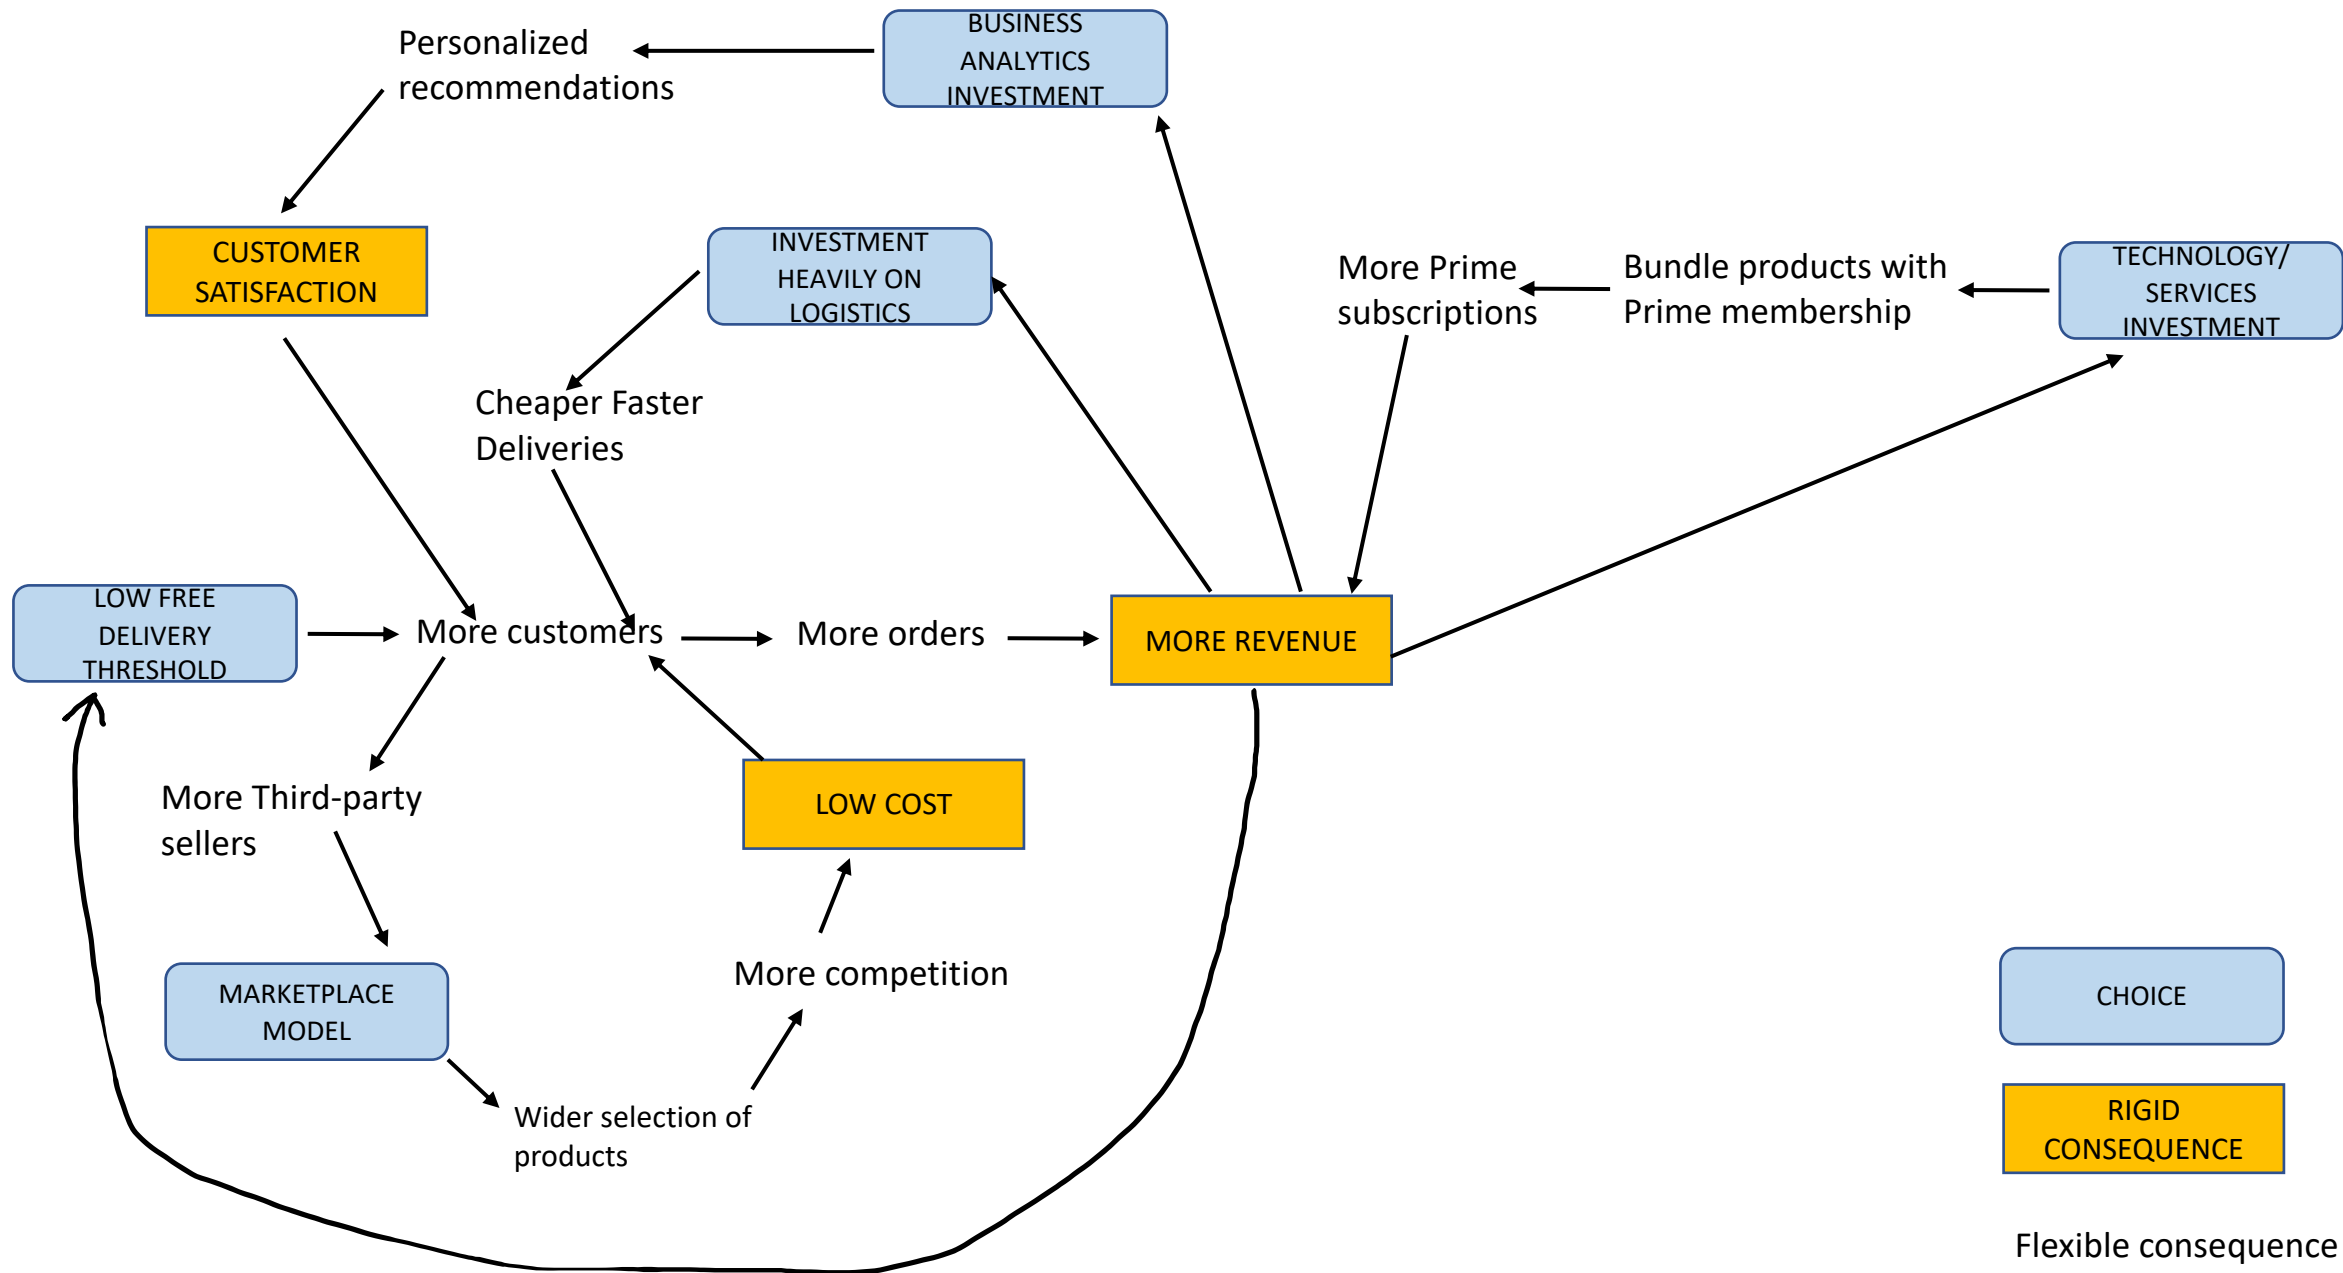 BUSINESS
ANALYTICS
INVESTMENT
Personalized
recommendations
CUSTOMER
SATISFACTION
INVESTMENT
HEAVILY ON
LOGISTICS
More Prime
subscriptions
Bundle products with
Prime membership
TECHNOLOGY/
SERVICES
INVESTMENT
Cheaper Faster
Deliveries
LOW FREE
DELIVERY
THRESHOLD
More customers
More orders
MORE REVENUE
More Third-party
sellers
LOW COST
MARKETPLACE
MODEL
More competition
Wider selection of
products
CHOICE
RIGID
CONSEQUENCE
Flexible consequence